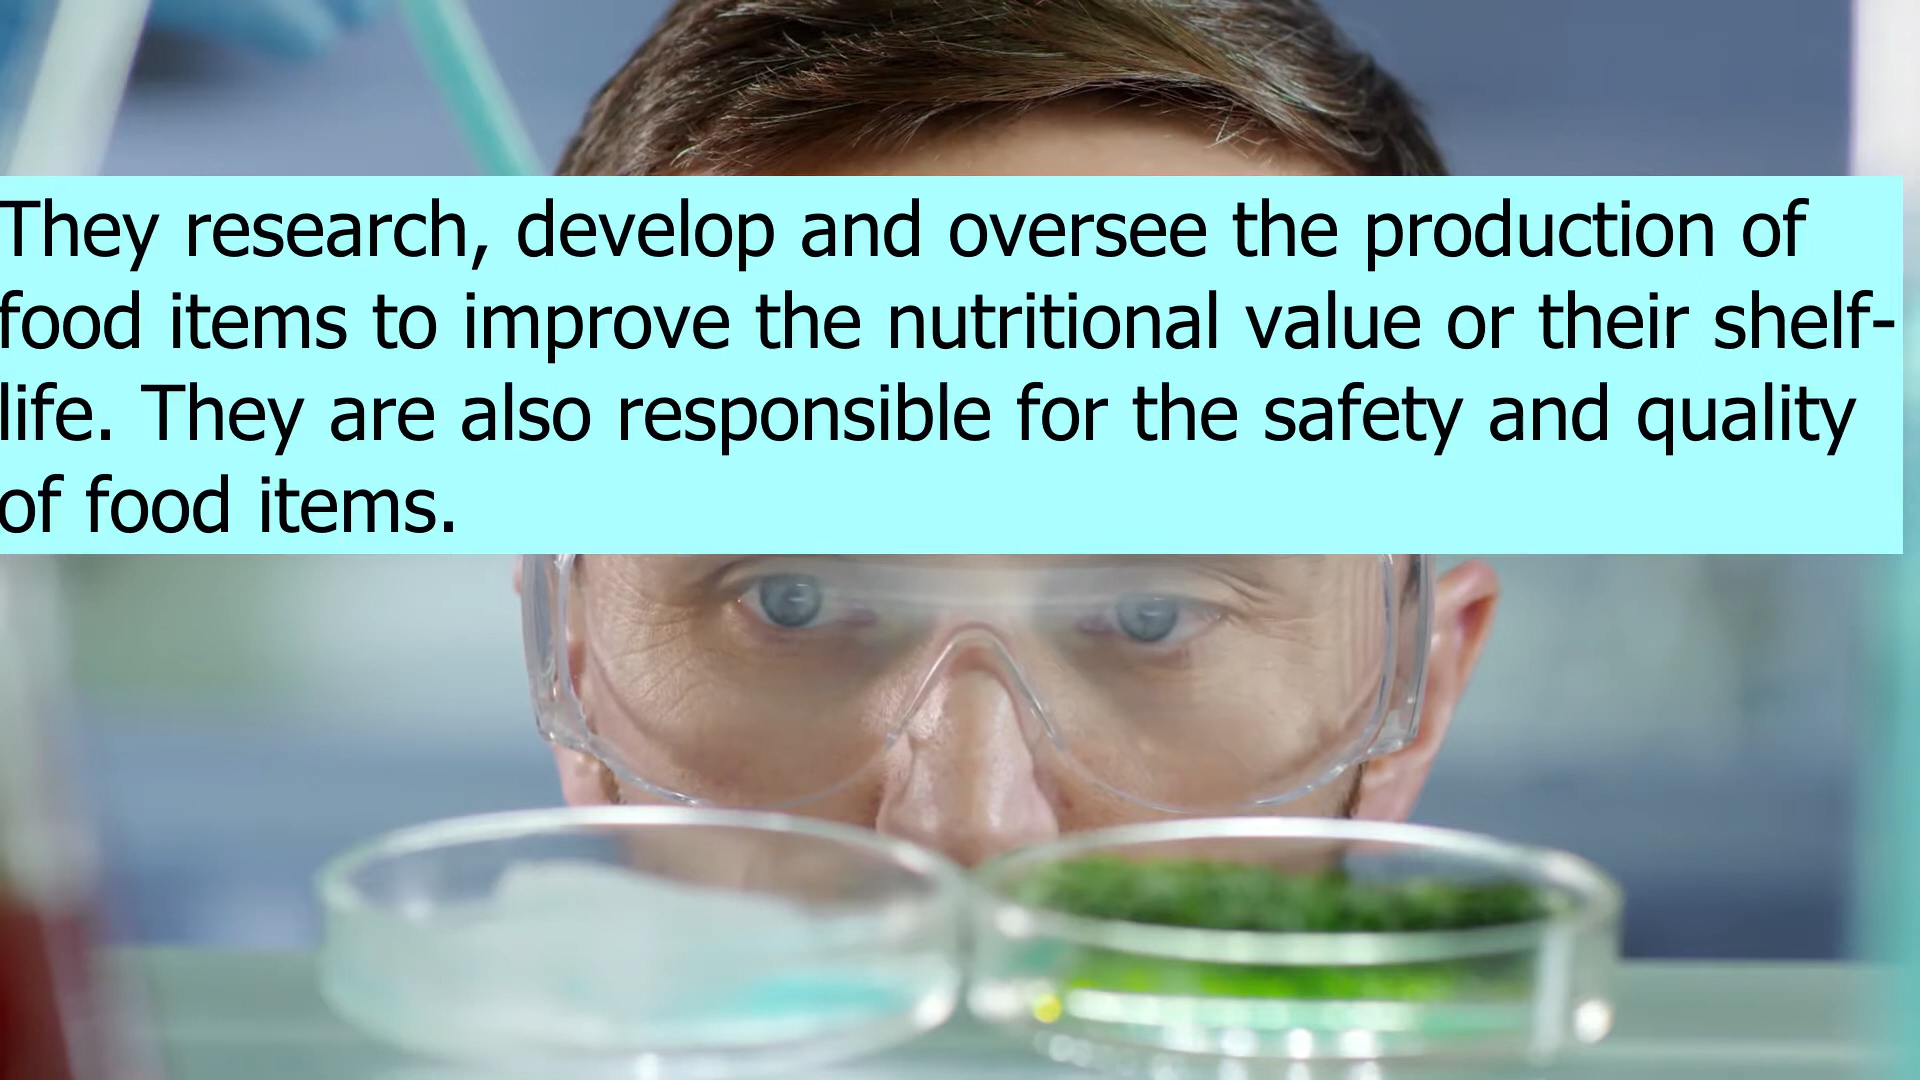 They research, develop and oversee the production of
food items to improve the nutritional value or their shelf-
life. They are also responsible for the safety and quality
of food items.